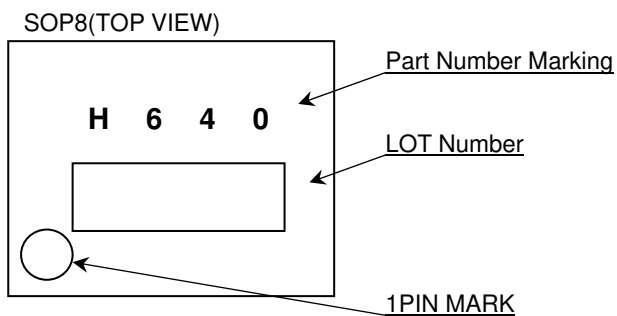 SOP8(TOP VIEW)
Part Number Marking
H 6 4 0
LOT Number
1PIN MARK